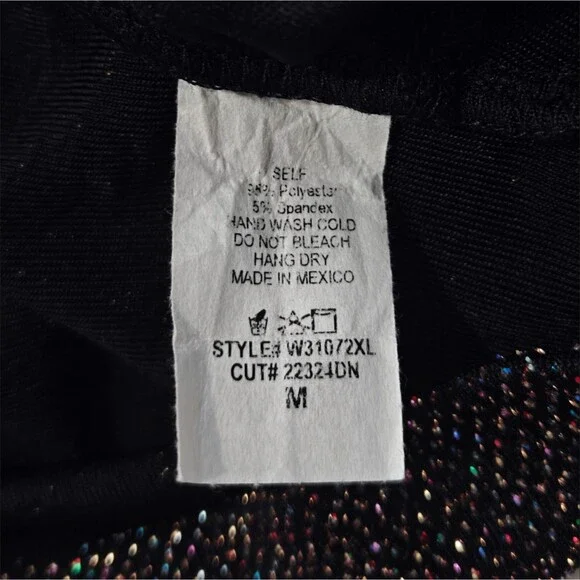 SELF
95% Polyester
5% Spandex
HAND WASH COLD
DO NOT BLEACH
HANG DRY
MADE IN MEXICO
STYLE# W31072XL
CUT# 22324DN
M